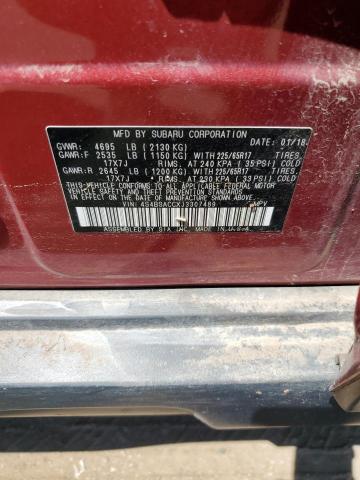 MFD BY SUBARU CORPORATION DATE: 01/18
GVWR: 4695 LB (2130 KG)
GAWR:F 2535 LB (1150 KG) WITH 225/65R17 TIRES,
17X7J RIMS, AT 240 KPA (35 PSI) COLD
GAWR:R 2645 LB (1200 KG) WITH 225/65R17 TIRES,
17X7J RIMS, AT 230 KPA (33 PSI) COLD
THIS VEHICLE CONFORMS TO ALL APPLICABLE FEDERAL MOTOR
VEHICLE SAFETY AND THEFT PREVENTION STANDARDS IN EFFECT
ON THE DATE OF MANUFACTURE SHOWN ABOVE.
VIN: 4S4BSACCXJ3307489 MPV
ASSEMBLED BY SIA, INC. MADE IN U.S.A.